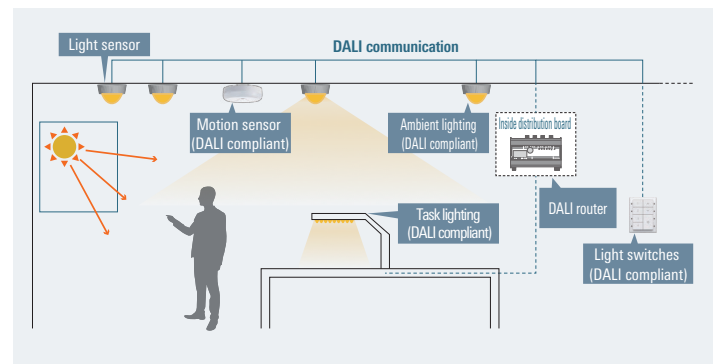 Light sensor
DALI communication
Motion sensor
(DALI compliant)
Ambient lighting
(DALI compliant)
Inside distribution board
DALI router
Task lighting
(DALI compliant)
Light switches
(DALI compliant)